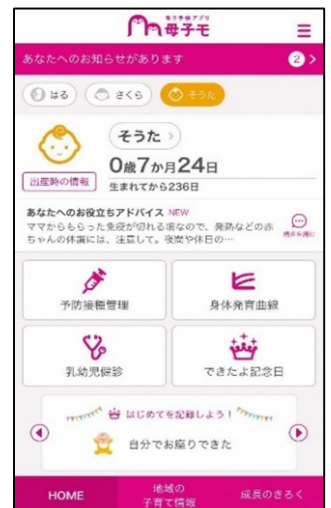 電子母子手帳アプリ
母子モ
あなたへのお知らせがあります 2
はる さくら そうた
そうた
0歳7か月24日
出産時の情報 生まれてから236日
あなたへのお役立ちアドバイス NEW
ママからもらった免疫が切れる頃なので、発熱などの赤
ちゃんの体調には、注意して。夜間や休日の…
続きを読む
予防接種管理 身体発育曲線
乳幼児健診 できたよ記念日
はじめてを記録しよう!
自分でお座りできた
HOME
地域の
子育て情報
成長のきろく